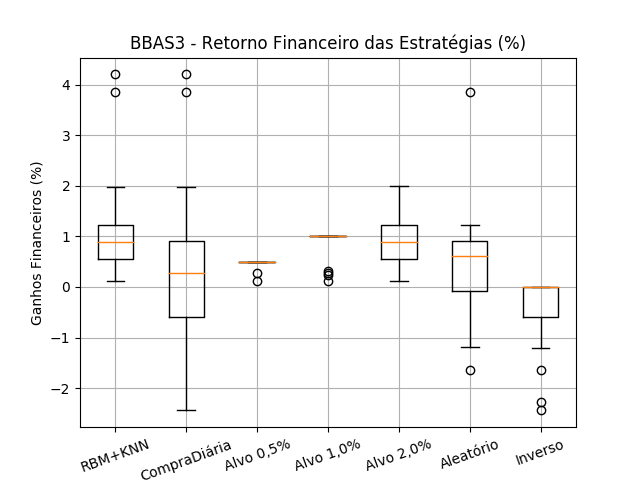 BBAS3 - Retorno Financeiro das Estratégias (%)
Ganhos Financeiros (%)
4
3
2
1
0
−1
−2
RBM+KNN
CompraDiária
Alvo 0,5%
Alvo 1,0%
Alvo 2,0%
Aleatório
Inverso